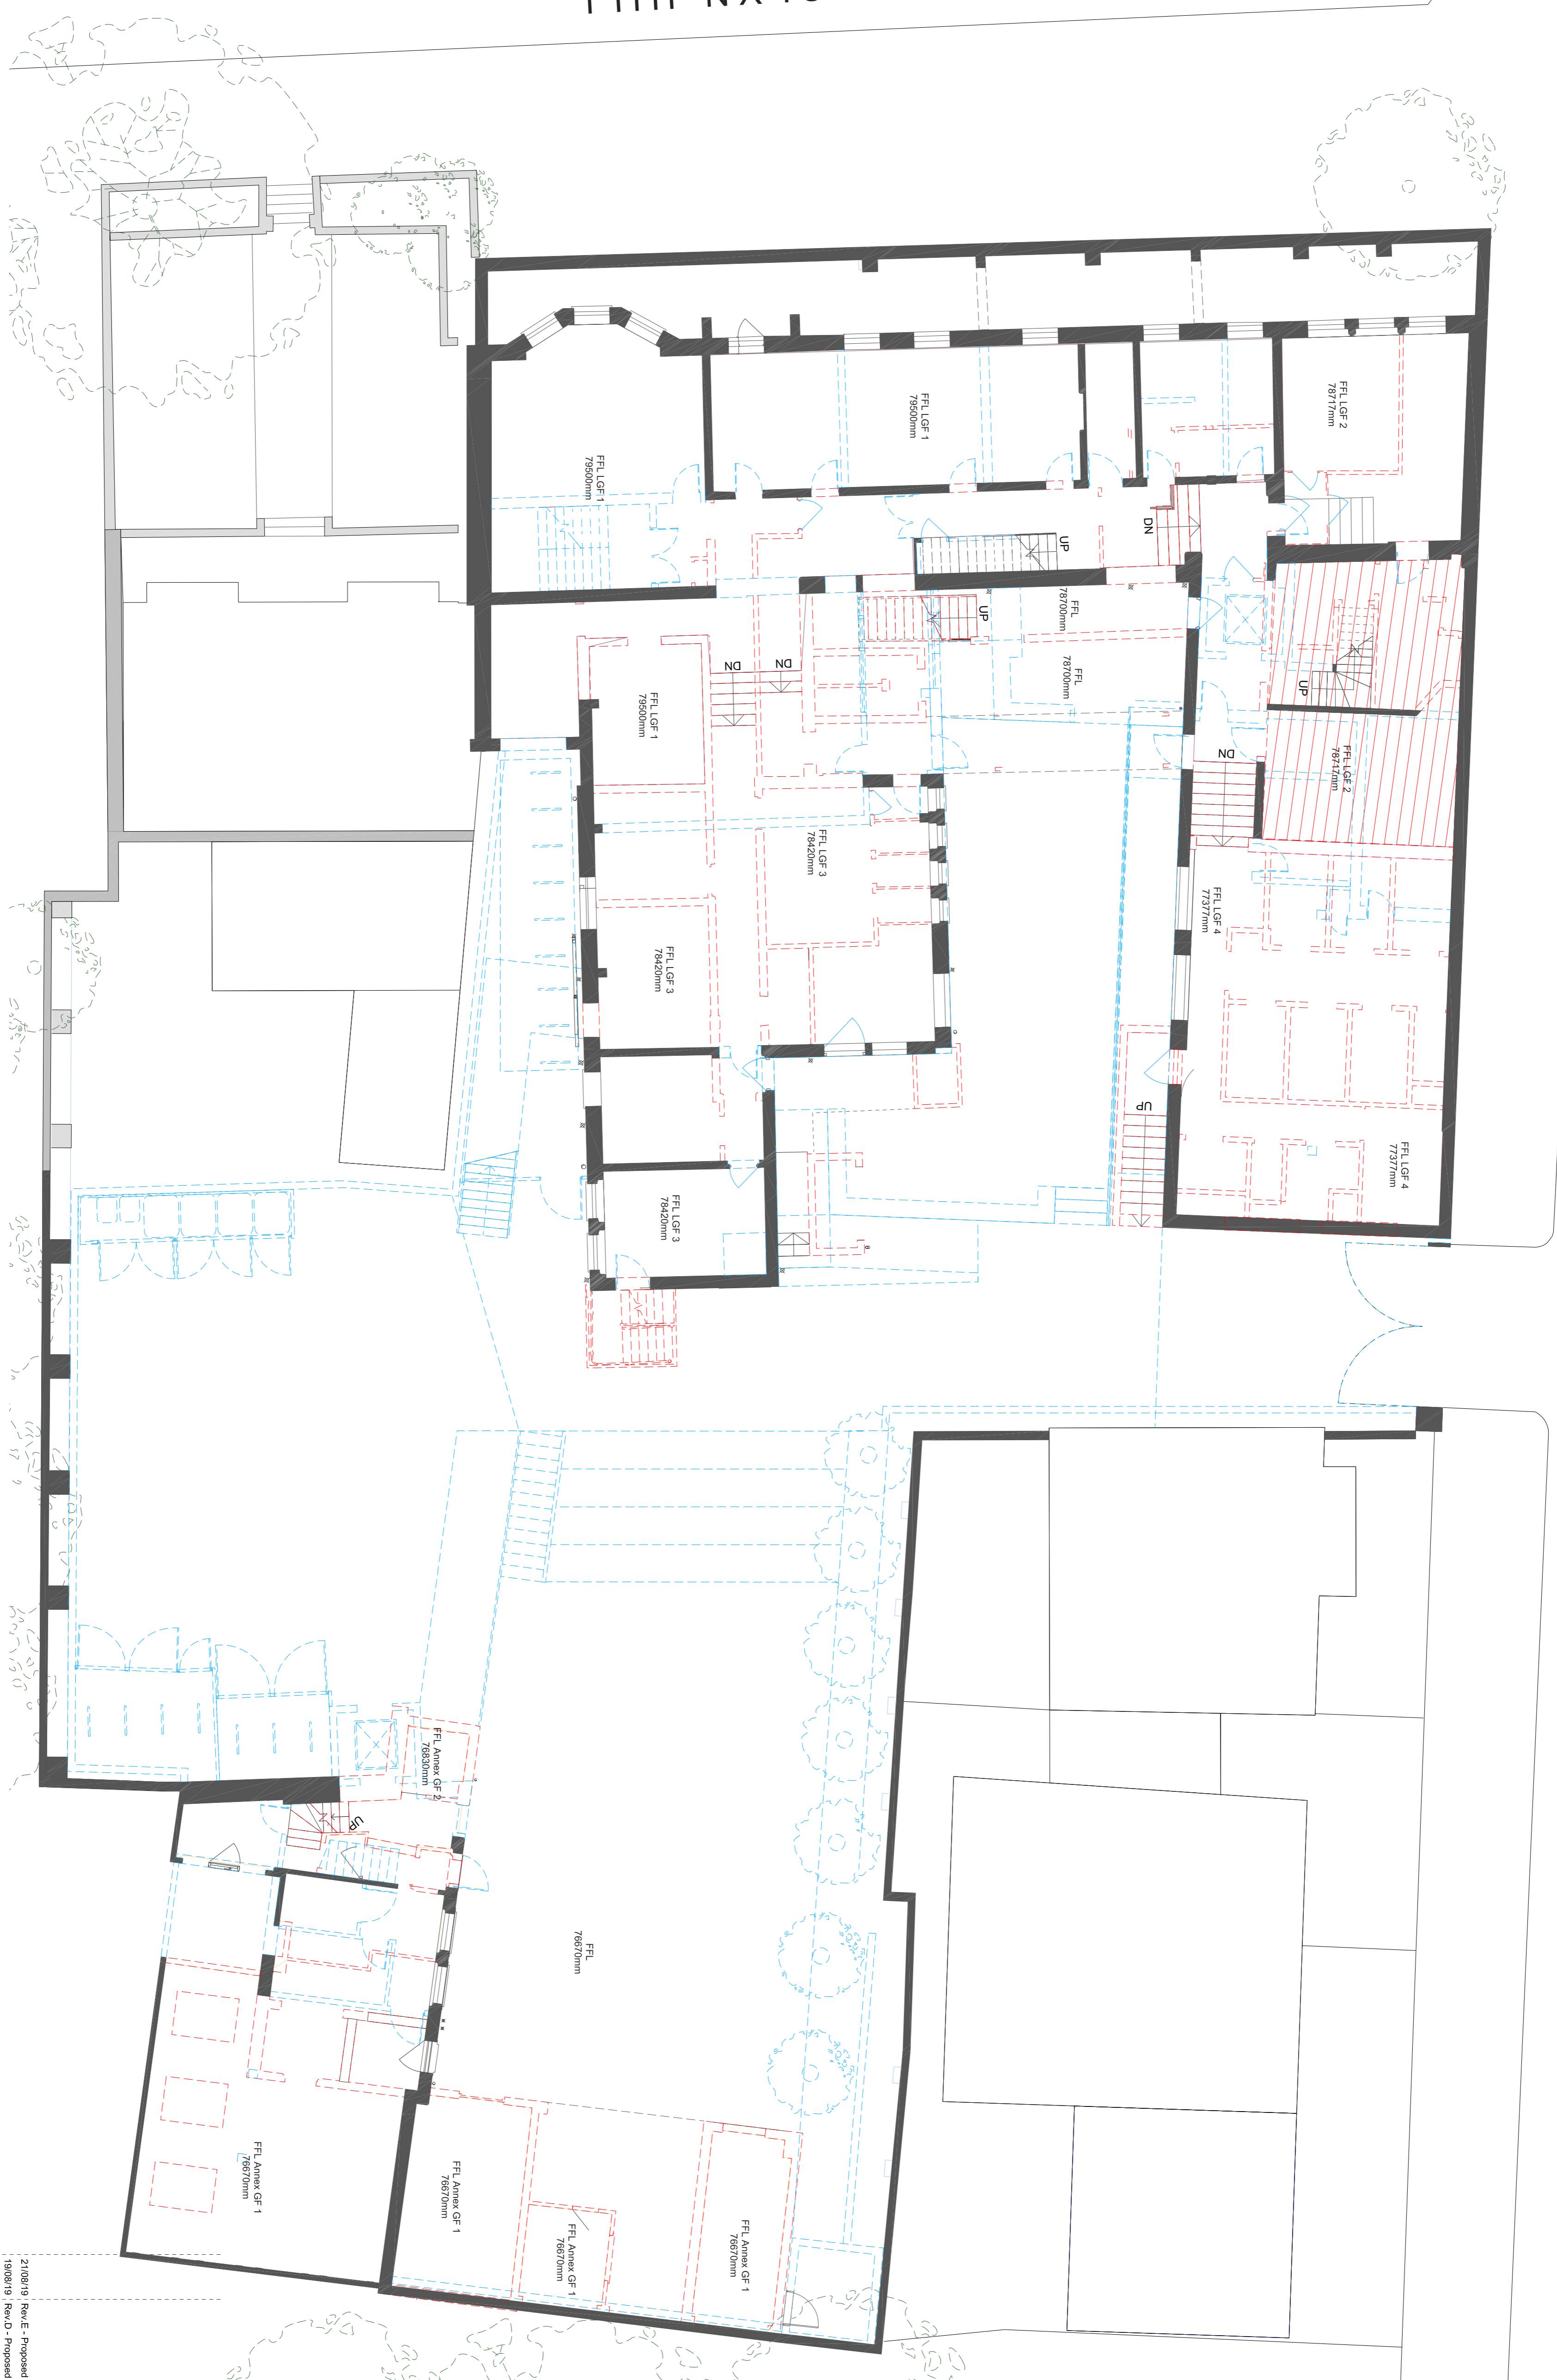 FFL LGF 2
78717mm
FFL LGF 1
79500mm
FFL LGF 1
79500mm
DN
UP
FFL
78700mm
UP
FFL
78700mm
DN
DN
UP
FFL LGF 1
79500mm
FFL LGF 2
78717mm
DN
FFL LGF 3
78420mm
FFL LGF 4
77377mm
FFL LGF 3
78420mm
UP
FFL LGF 4
77377mm
FFL LGF 3
78420mm
FFL Annex GF 2
76830mm
UP
FFL
76670mm
FFL Annex GF 1
76670mm
FFL Annex GF 1
76670mm
FFL Annex GF 1
76670mm
FFL Annex GF 1
76670mm
21/08/19 Rev.E - Proposed
19/08/19 Rev.D - Proposed